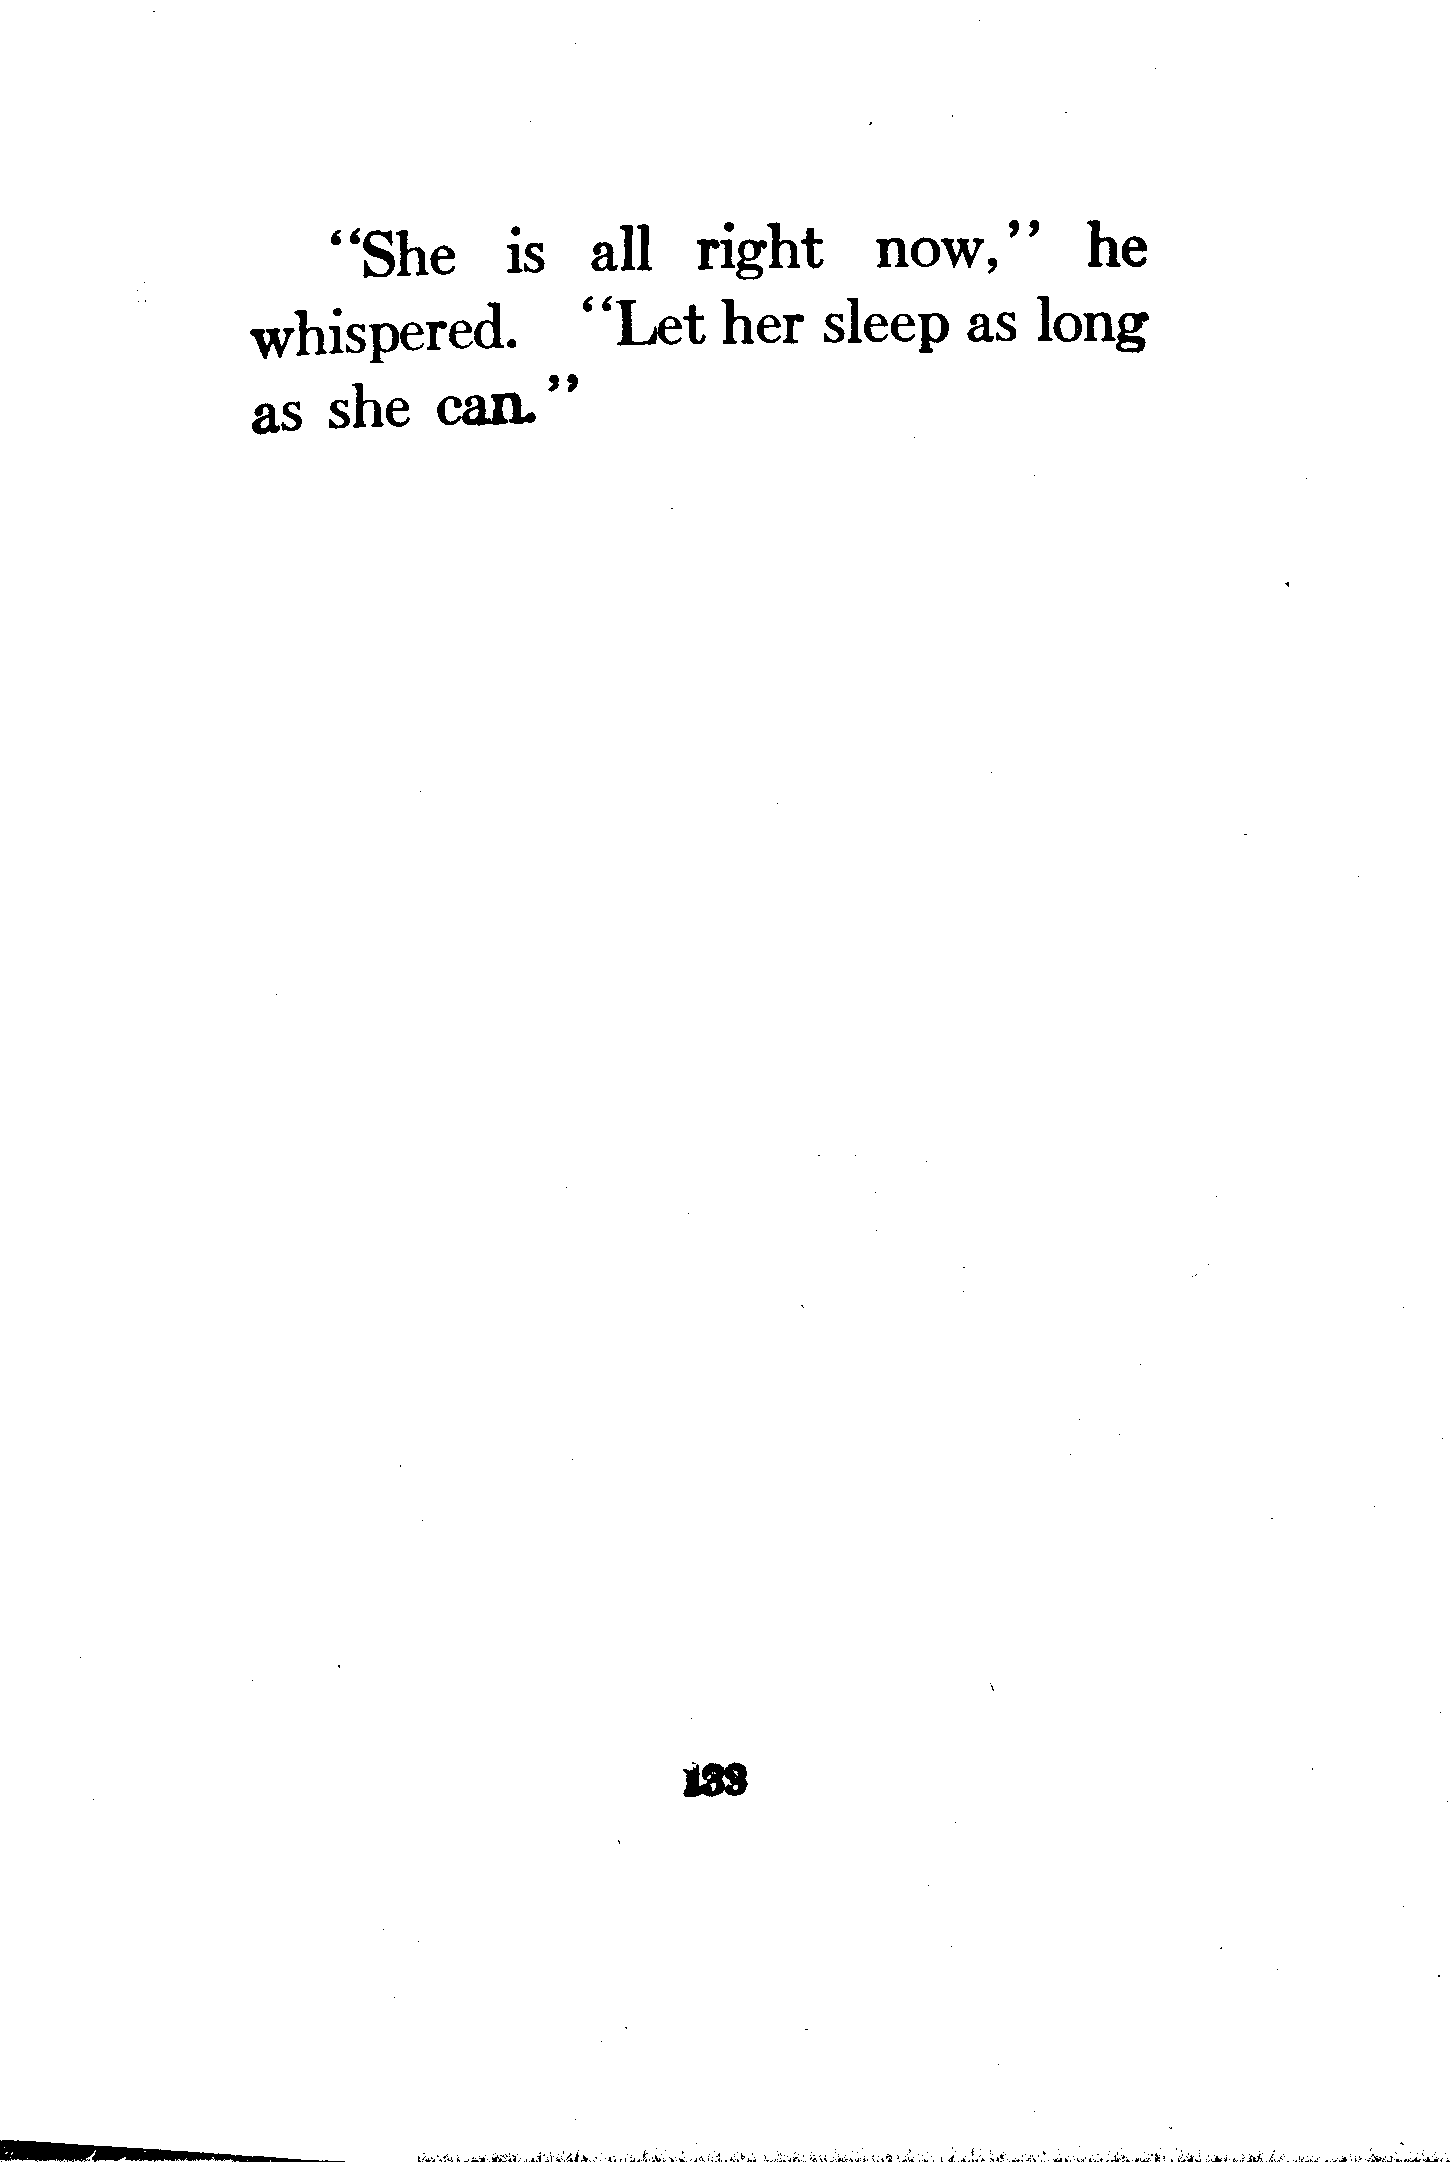 “She is all right now,” he
whispered. “Let her sleep as long
as she can.”
133